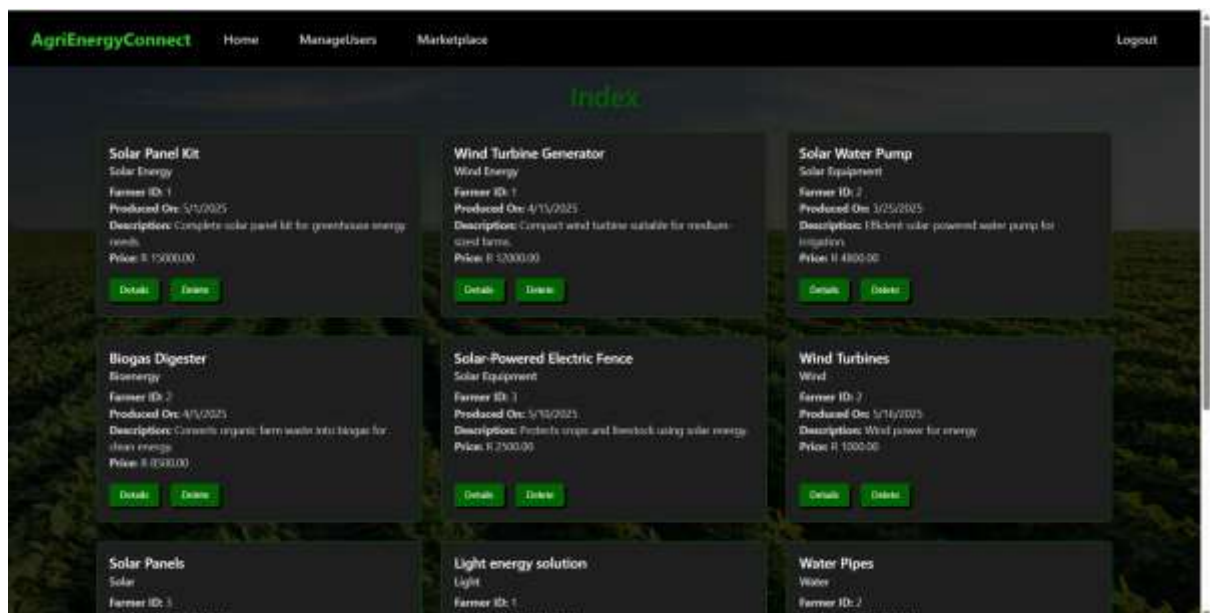 AgriEnergyConnect Home ManageUsers Marketplace Logout
Index
Solar Panel Kit
Solar Energy
Farmer ID: 1
Produced On: 5/1/2025
Description: Complete solar panel kit for greenhouse energy
needs.
Price: R 15000.00
Details Delete
Wind Turbine Generator
Wind Energy
Farmer ID: 1
Produced On: 4/15/2025
Description: Compact wind turbine suitable for medium-
sized farms.
Price: R 12000.00
Details Delete
Solar Water Pump
Solar Equipment
Farmer ID: 2
Produced On: 3/25/2025
Description: Efficient solar-powered water pump for
irrigation.
Price: R 4800.00
Details Delete
Biogas Digester
Bioenergy
Farmer ID: 2
Produced On: 4/5/2025
Description: Converts organic farm waste into biogas for
clean energy.
Price: R 8500.00
Details Delete
Solar-Powered Electric Fence
Solar Equipment
Farmer ID: 3
Produced On: 5/10/2025
Description: Protects crops and livestock using solar energy.
Price: R 2500.00
Details Delete
Wind Turbines
Wind
Farmer ID: 2
Produced On: 5/16/2025
Description: Wind power for energy
Price: R 1000.00
Details Delete
Solar Panels
Solar
Farmer ID: 3
Light energy solution
Light
Farmer ID: 1
Water Pipes
Water
Farmer ID: 2